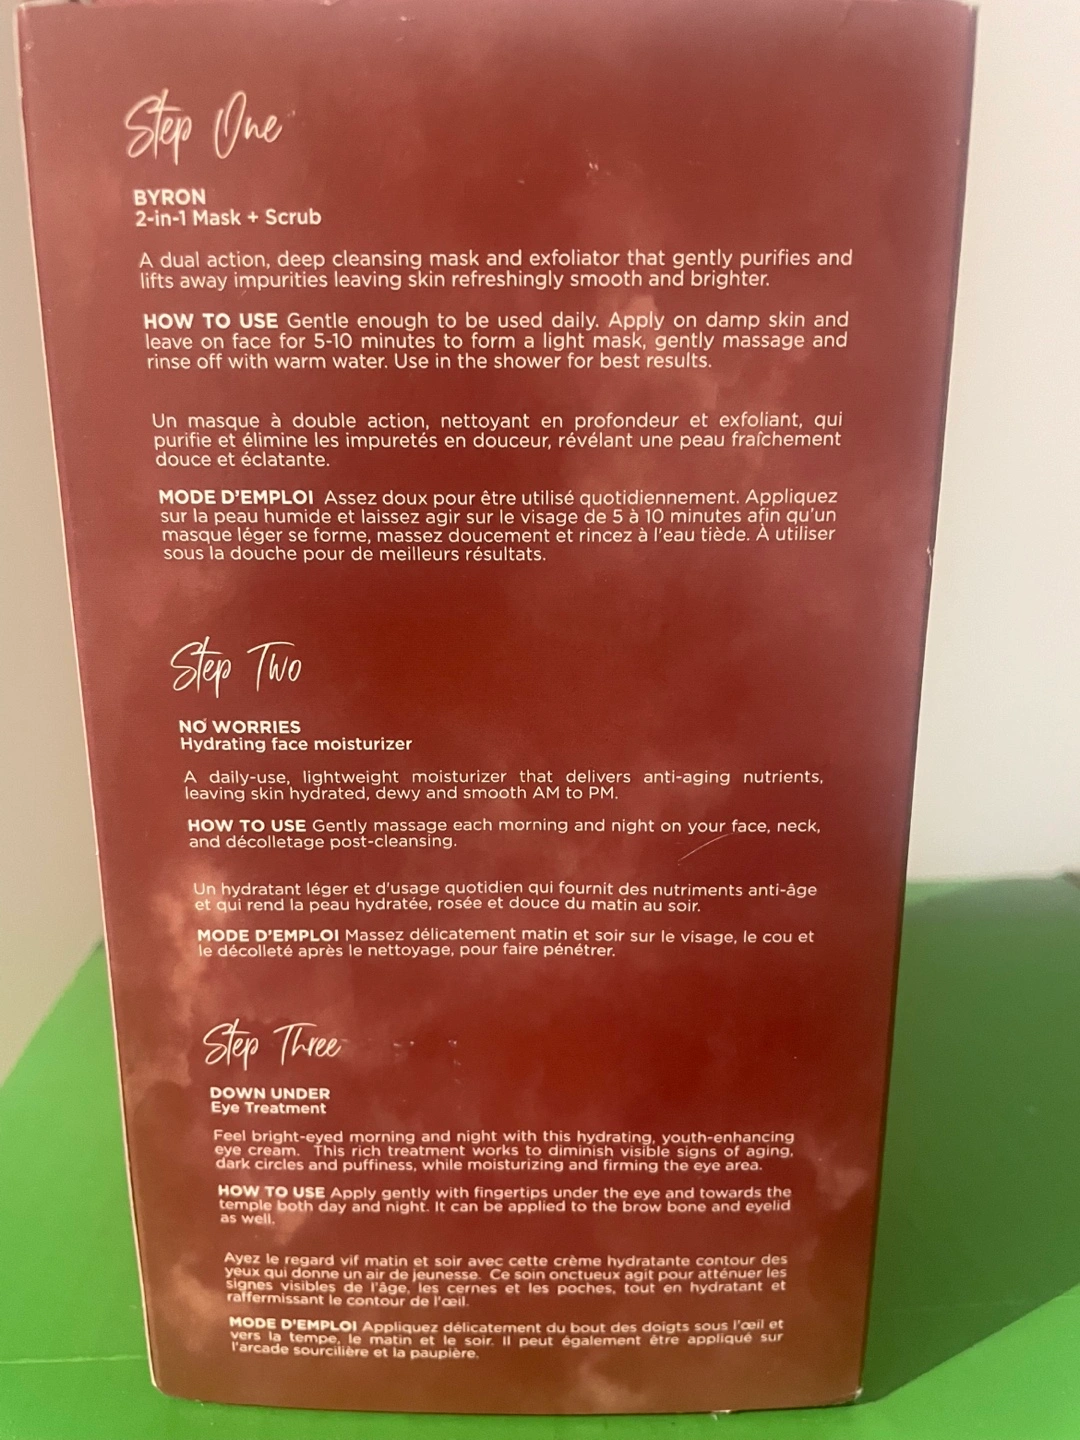 Step One
BYRON
2-in-1 Mask + Scrub
A dual action, deep cleansing mask and exfoliator that gently purifies and
lifts away impurities leaving skin refreshingly smooth and brighter.
HOW TO USE Gentle enough to be used daily. Apply on damp skin and
leave on face for 5-10 minutes to form a light mask, gently massage and
rinse off with warm water. Use in the shower for best results.
Un masque à double action, nettoyant en profondeur et exfoliant, qui
purifie et élimine les impuretés en douceur, révélant une peau fraîchement
douce et éclatante.
MODE D'EMPLOI Assez doux pour être utilisé quotidiennement. Appliquez
sur la peau humide et laissez agir sur le visage de 5 à 10 minutes afin qu'un
masque léger se forme, massez doucement et rincez à l'eau tiède. À utiliser
sous la douche pour de meilleurs résultats.
Step Two
NO WORRIES
Hydrating face moisturizer
A daily-use, lightweight moisturizer that delivers anti-aging nutrients,
leaving skin hydrated, dewy and smooth AM to PM.
HOW TO USE Gently massage each morning and night on your face, neck,
and décolletage post-cleansing.
Un hydratant léger et d'usage quotidien qui fournit des nutriments anti-âge
et qui rend la peau hydratée, rosée et douce du matin au soir.
MODE D'EMPLOI Massez délicatement matin et soir sur le visage, le cou et
le décolleté après le nettoyage, pour faire pénétrer.
Step Three
DOWN UNDER
Eye Treatment
Feel bright-eyed morning and night with this hydrating, youth-enhancing
eye cream. This rich treatment works to diminish visible signs of aging,
dark circles and puffiness, while moisturizing and firming the eye area.
HOW TO USE Apply gently with fingertips under the eye and towards the
temple both day and night. It can be applied to the brow bone and eyelid
as well.
Ayez le regard vif matin et soir avec cette crème hydratante contour des
yeux qui donne un air de jeunesse. Ce soin onctueux agit pour atténuer les
signes visibles de l'âge, les cernes et les poches, tout en hydratant et
raffermissant le contour de l'œil.
MODE D'EMPLOI Appliquez délicatement du bout des doigts sous l'œil et
vers la tempe, le matin et le soir. Il peut également être appliqué sur
l'arcade sourcilière et la paupière.